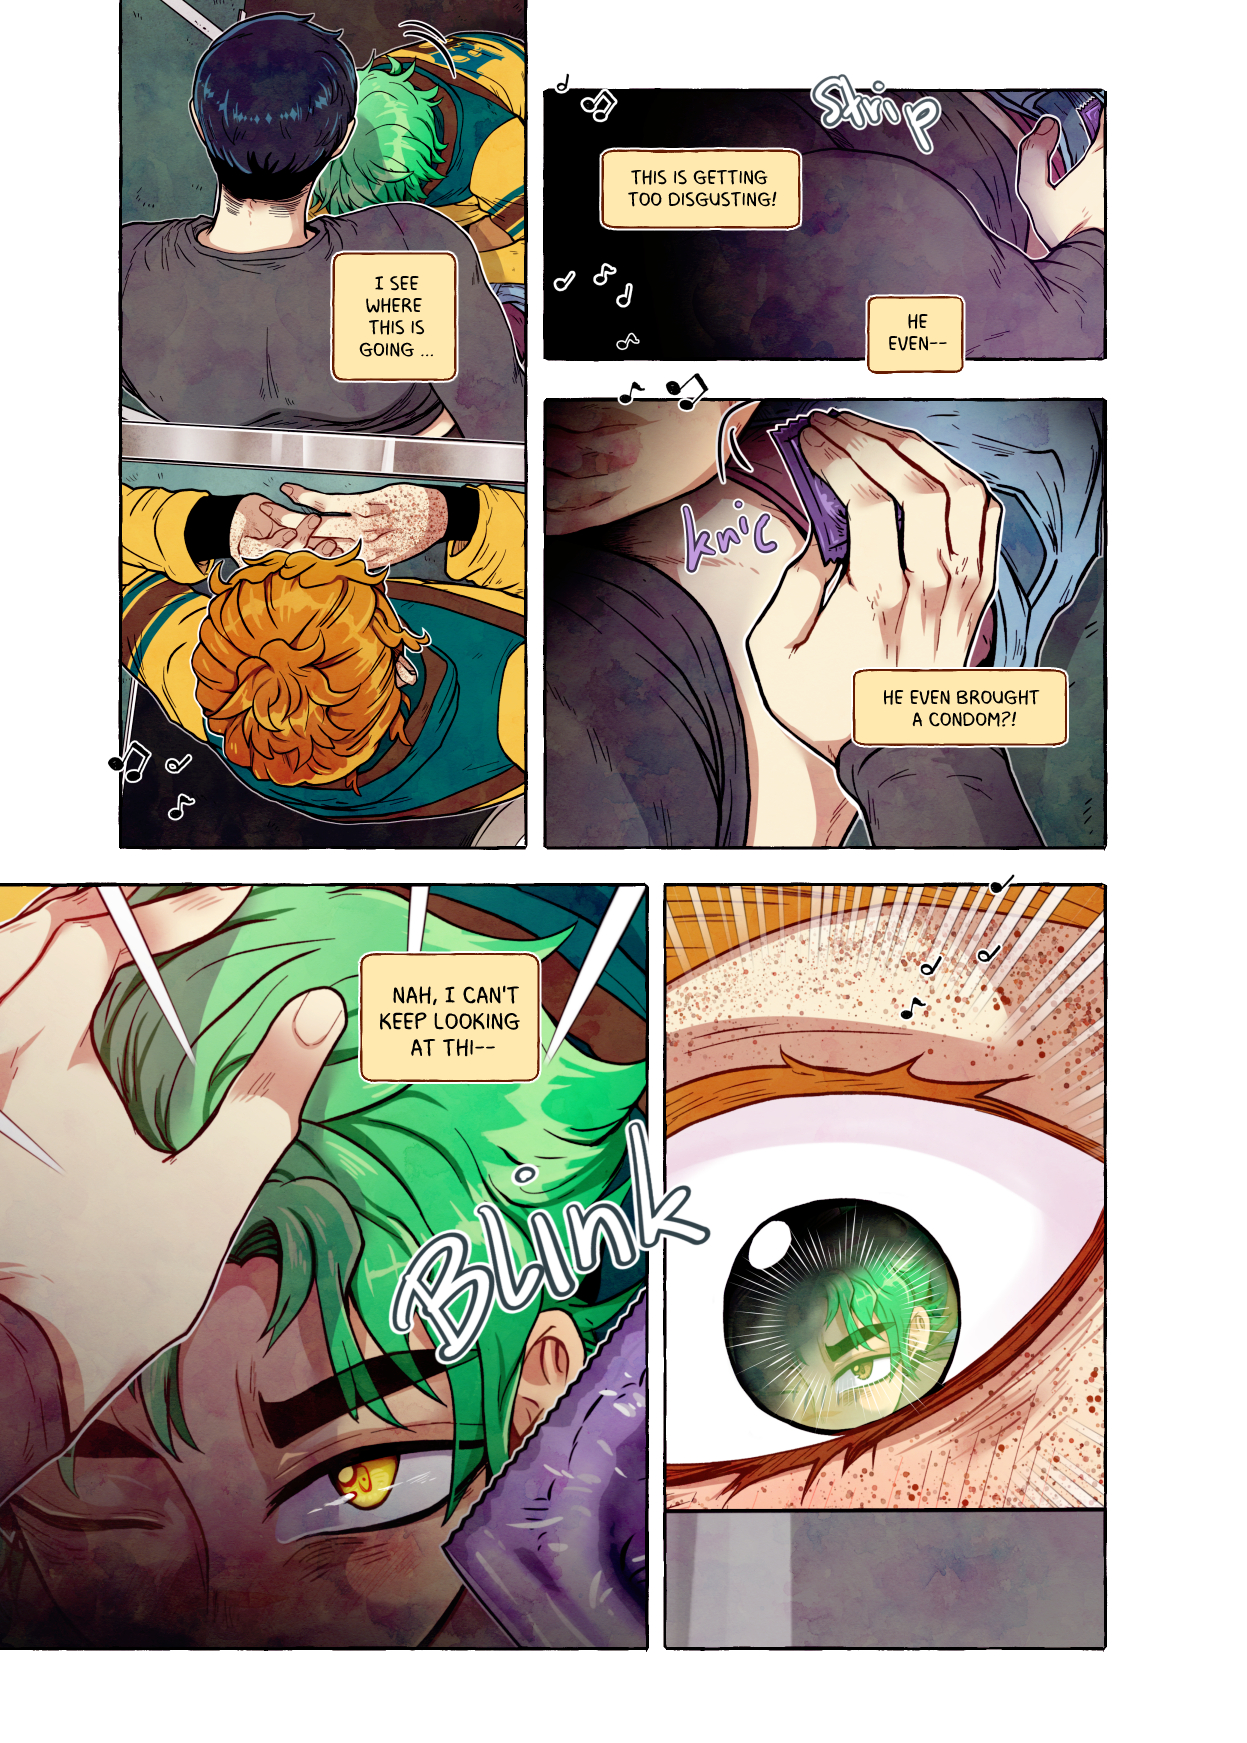 I SEE
WHERE
THIS IS
GOING ...
Strip
THIS IS GETTING
TOO DISGUSTING!
HE
EVEN--
knic
HE EVEN BROUGHT
A CONDOM?!
NAH, I CAN'T
KEEP LOOKING
AT THI--
Blink